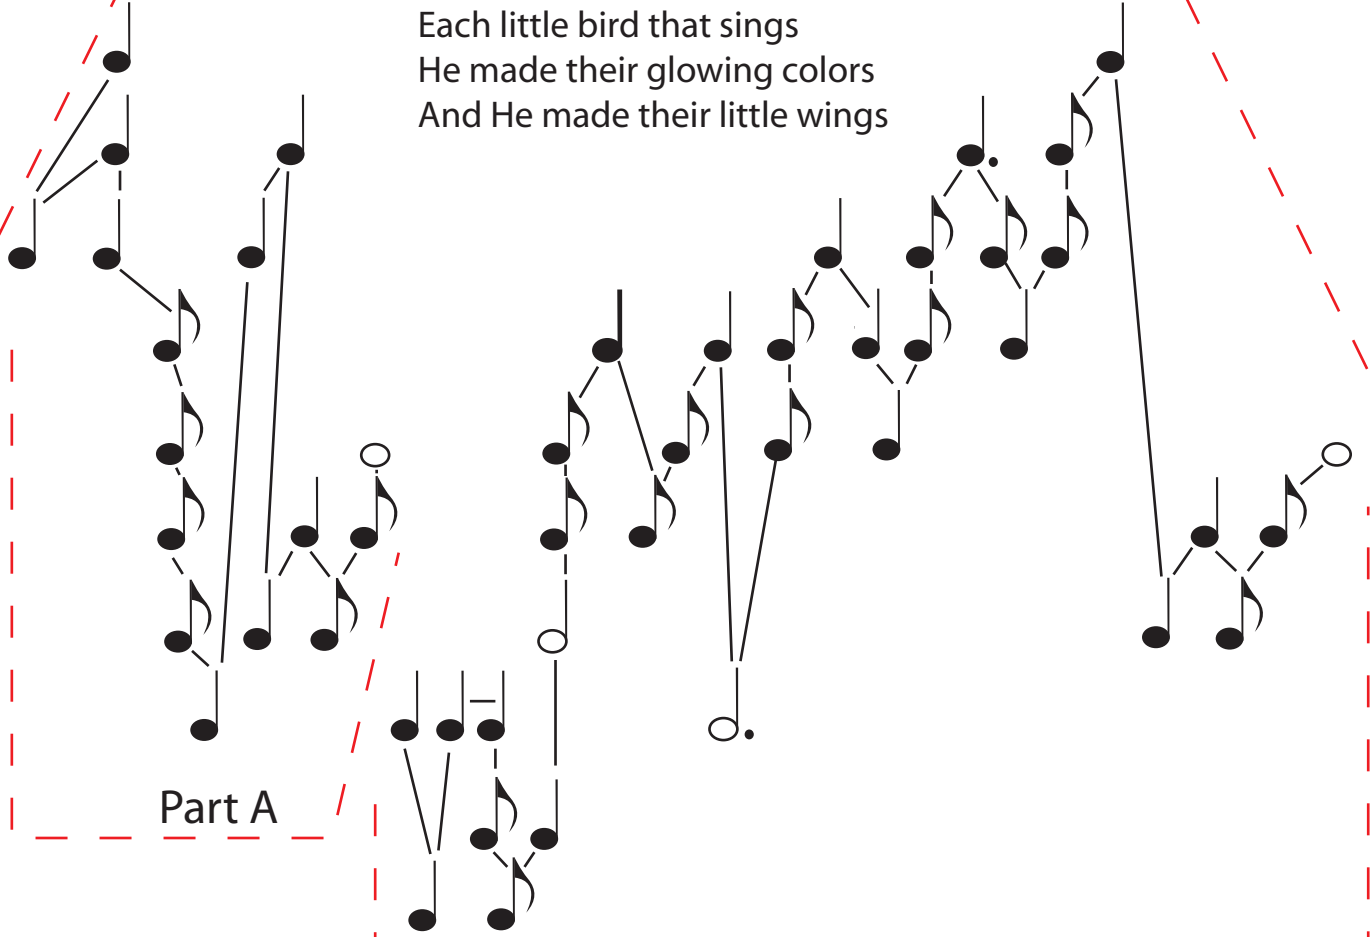 Each little bird that sings
He made their glowing colors
And He made their little wings
Part A